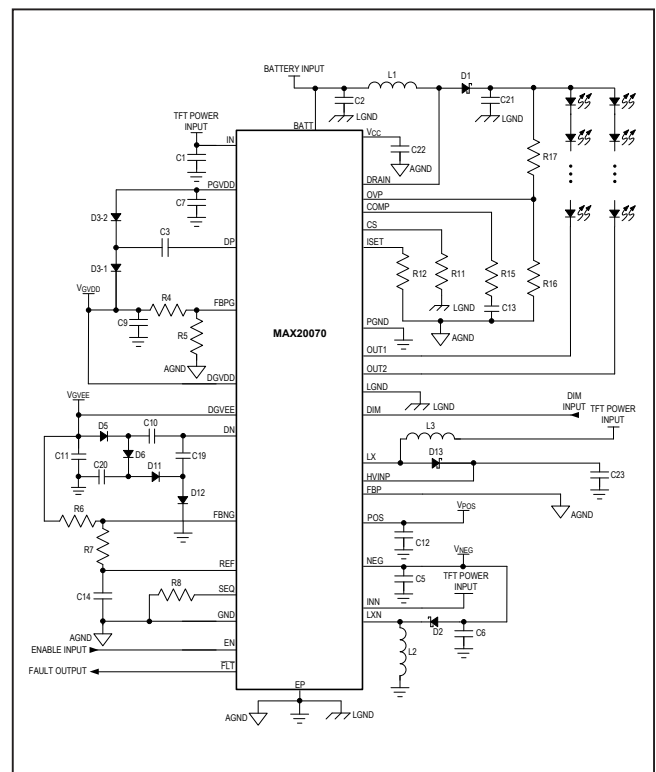 BATTERY INPUT
L1
D1
C2
LGND
C21
LGND
TFT POWER
INPUT
BATT
IN
VCC
C1
C22
AGND
R17
DRAIN
PGVDD
OVP
C7
COMP
D3-2
C3
DP
CS
ISET
D3-1
R12
R11
R15
R16
VGVDD
R4
FBPG
LGND
C13
C9
R5
MAX20070
AGND
PGND
AGND
OUT1
DGVDD
OUT2
VGVEE
LGND
DGVEE
LGND
DIM
INPUT
DIM
TFT POWER
INPUT
C10
DN
L3
D5
C11
D6
C19
LX
D13
C20
D11
HVINP
C23
D12
FBP
R6
FBNG
AGND
POS
VPOS
R7
C12
REF
NEG
VNEG
R8
SEQ
C5
TFT POWER
INPUT
C14
GND
INN
AGND
LXN
ENABLE INPUT
EN
D2
C6
FAULT OUTPUT
FLT
L2
EP
AGND
LGND